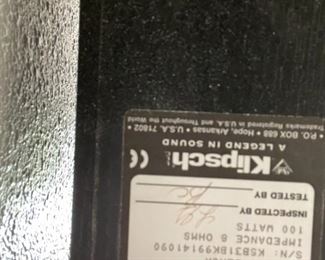 100 WATTS
IMPEDANCE 8 OHMS
S/N: KSB31BK99141090
INSPECTED BY
TESTED BY
Klipsch
A LEGEND IN SOUND
• P.O. BOX 688 • Hope, Arkansas • U.S.A. 71802 •
Trademarks Registered in U.S.A. and Throughout the World